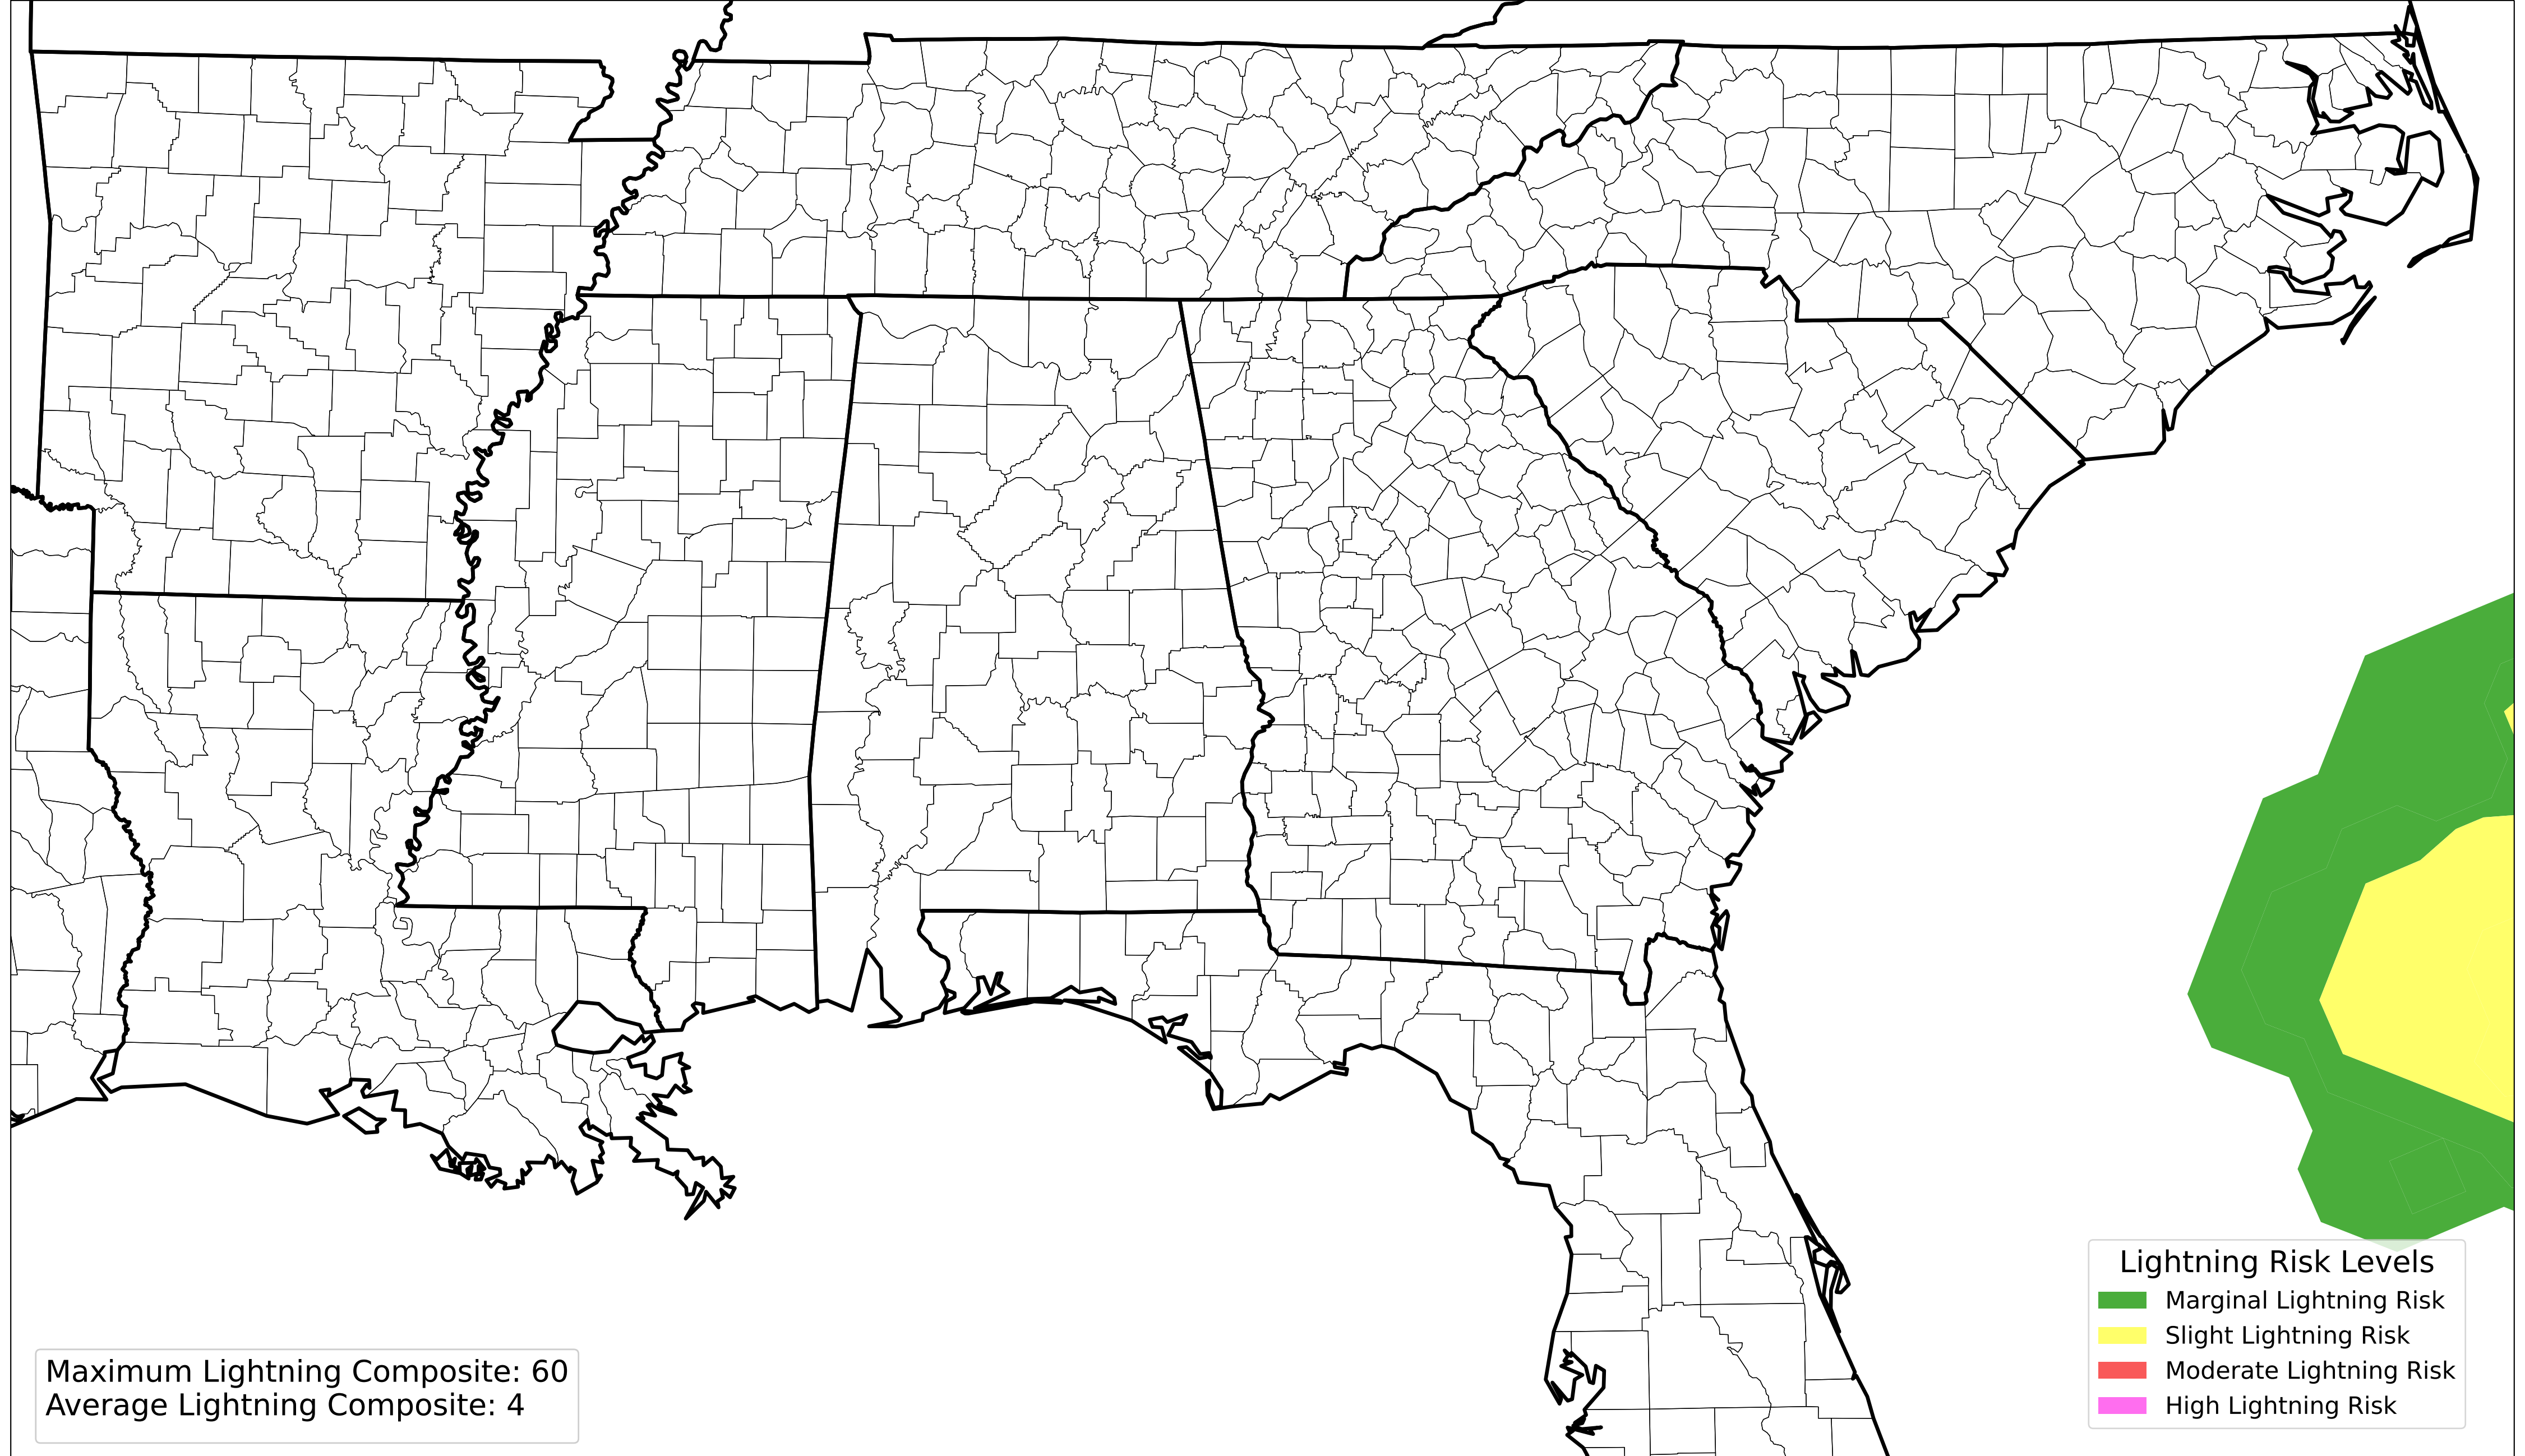 Lightning Risk Levels
Marginal Lightning Risk
Slight Lightning Risk
Moderate Lightning Risk
High Lightning Risk
Maximum Lightning Composite: 60
Average Lightning Composite: 4